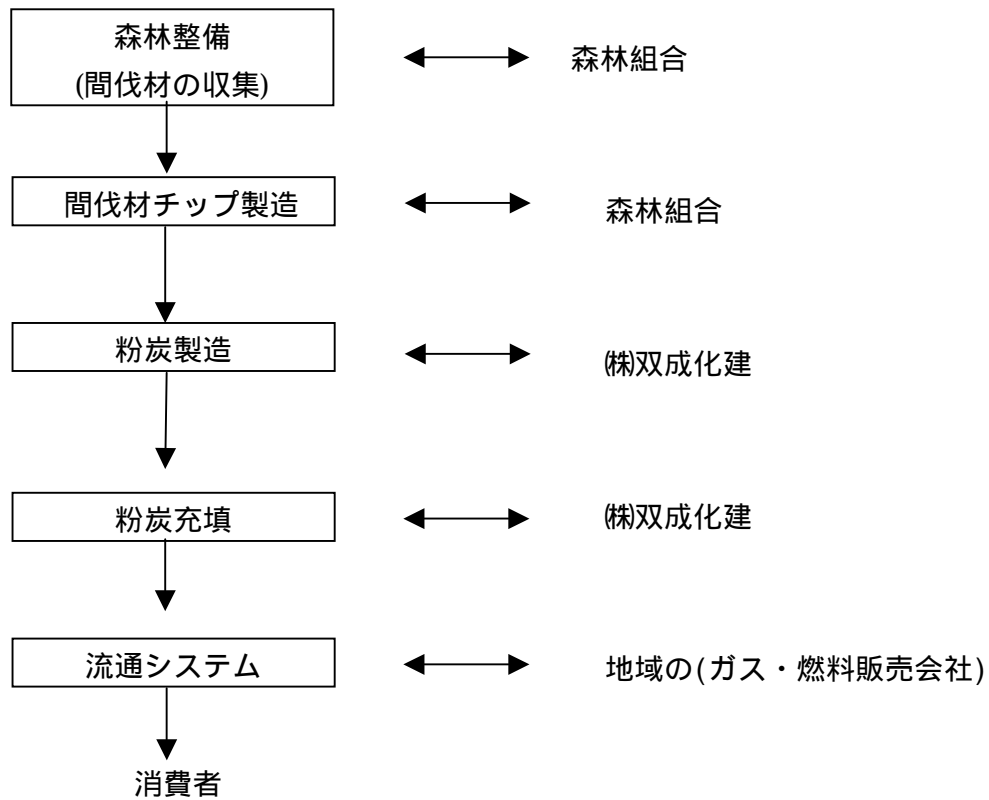 森林整備
(間伐材の収集)
森林組合
間伐材チップ製造
森林組合
粉炭製造
㈱双成化建
粉炭充填
㈱双成化建
流通システム
地域の(ガス・燃料販売会社)
消費者